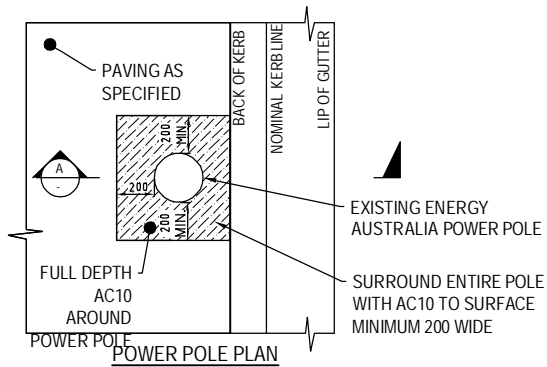 PAVING AS
SPECIFIED
BACK OF KERB
NOMINAL KERB LINE
LIP OF GUTTER
200
MIN.
A
-
200
200
MIN.
EXISTING ENERGY
AUSTRALIA POWER POLE
FULL DEPTH
AC10
AROUND
POWER POLE
SURROUND ENTIRE POLE
WITH AC10 TO SURFACE
MINIMUM 200 WIDE
POWER POLE PLAN